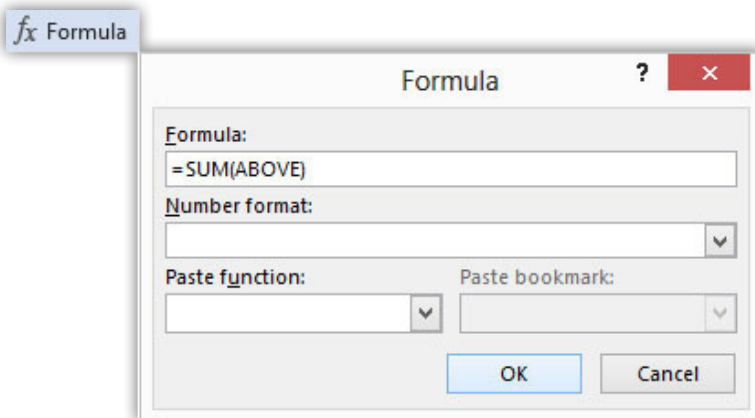 fx Formula
Formula ? ×
Formula:
=SUM(ABOVE)
Number format:
Paste function: Paste bookmark:
OK Cancel